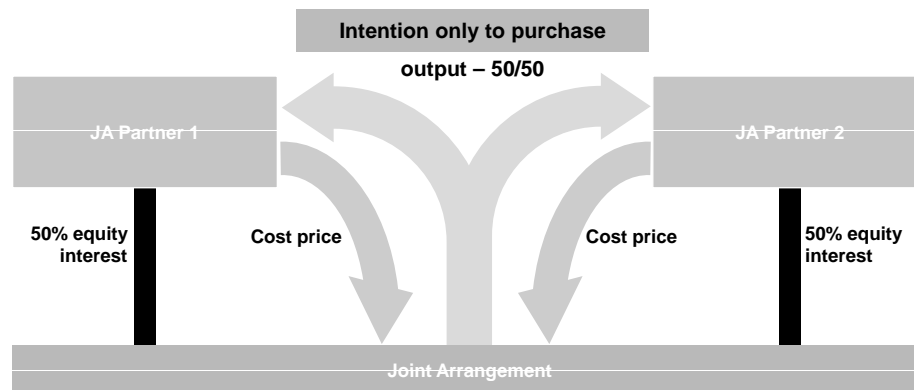 Intention only to purchase
output – 50/50
JA Partner 1
JA Partner 2
50% equity
interest
Cost price
Cost price
50% equity
interest
Joint Arrangement